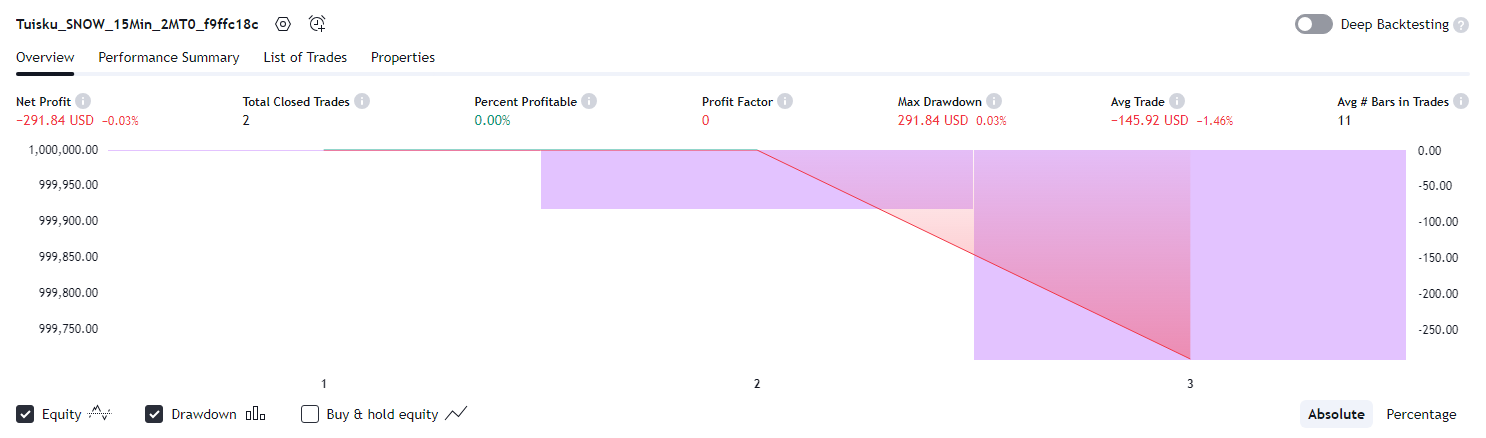 Tuisku_SNOW_15Min_2MT0_f9ffc18c
Deep Backtesting ?
Overview Performance Summary List of Trades Properties
Net Profit Total Closed Trades Percent Profitable Profit Factor Max Drawdown Avg Trade Avg # Bars in Trades
−291.84 USD −0.03% 2 0.00% 0 291.84 USD 0.03% −145.92 USD −1.46% 11
1,000,000.00 0.00
999,950.00 -50.00
999,900.00 -100.00
999,850.00 -150.00
999,800.00 -200.00
999,750.00 -250.00
1 2 3
Equity Drawdown Buy & hold equity Absolute Percentage